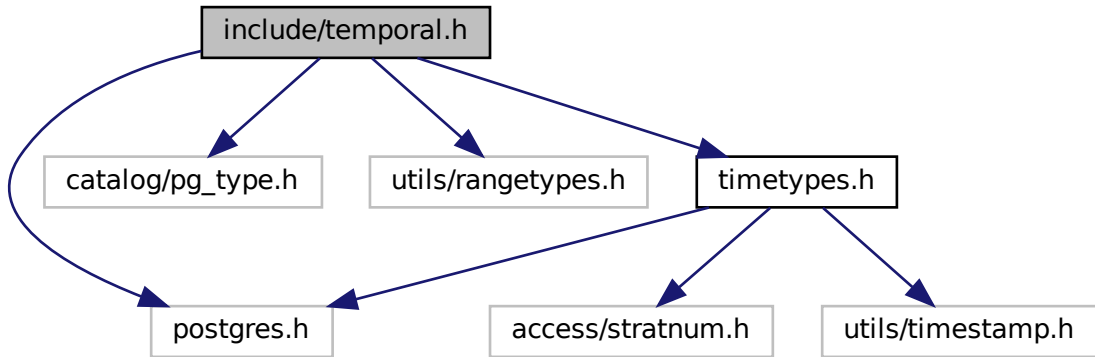 include/temporal.h
catalog/pg_type.h
utils/rangetypes.h
timetypes.h
postgres.h
access/stratnum.h
utils/timestamp.h